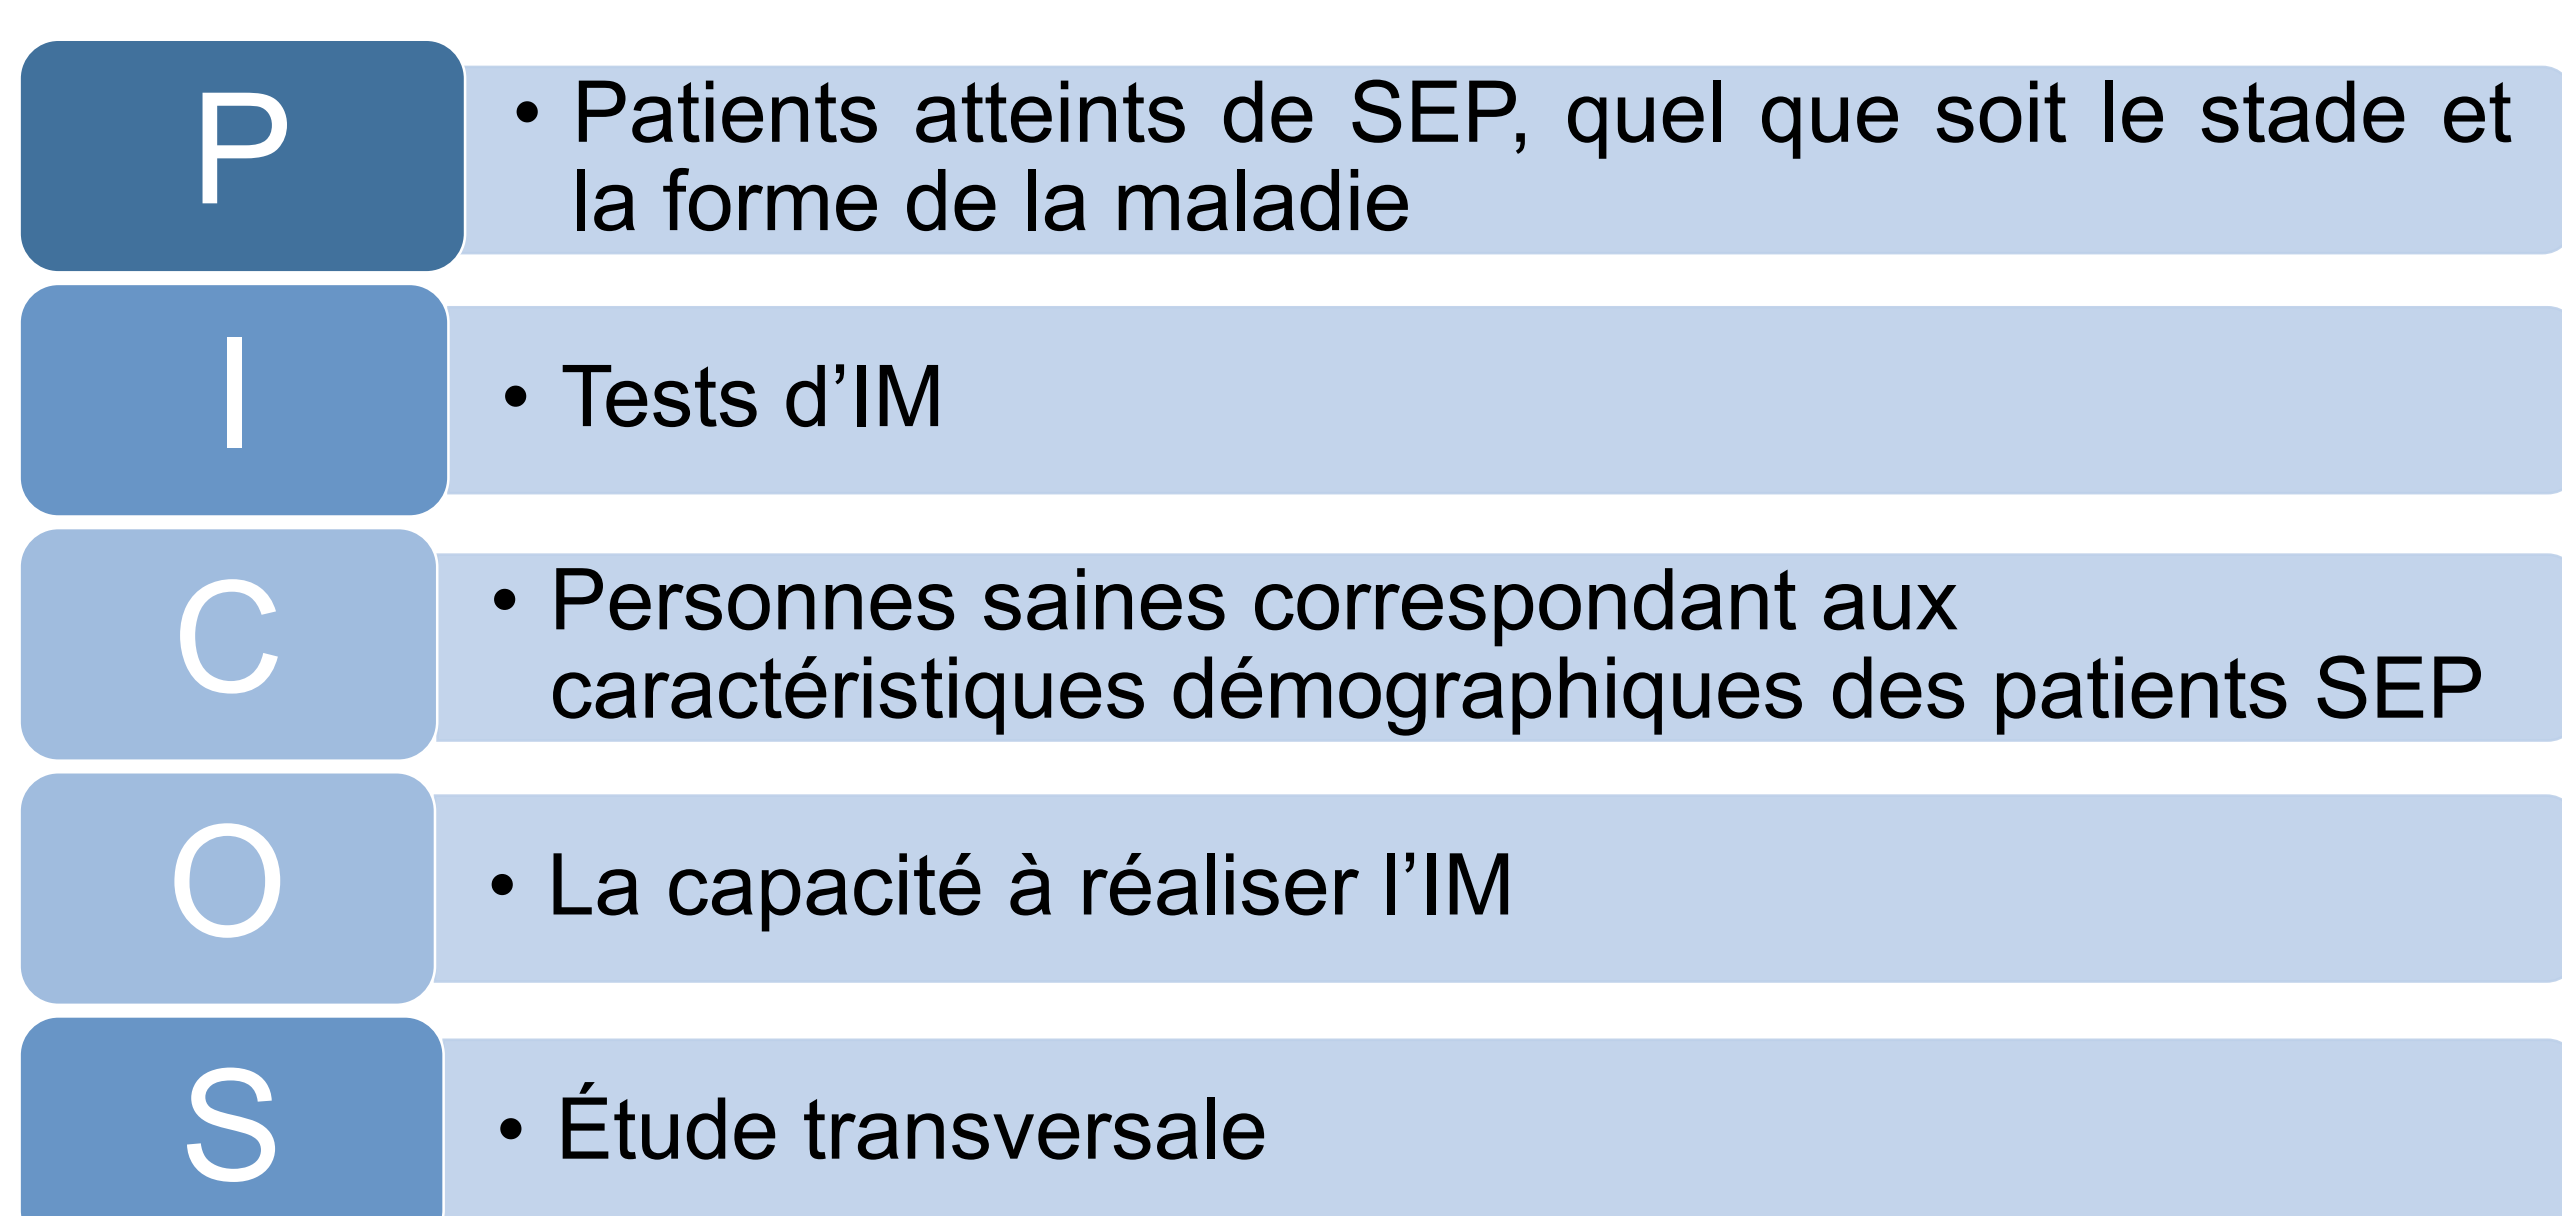 P
• Patients atteints de SEP, quel que soit le stade et
la forme de la maladie
I
• Tests d’IM
C
• Personnes saines correspondant aux
caractéristiques démographiques des patients SEP
O
• La capacité à réaliser l’IM
S
• Étude transversale